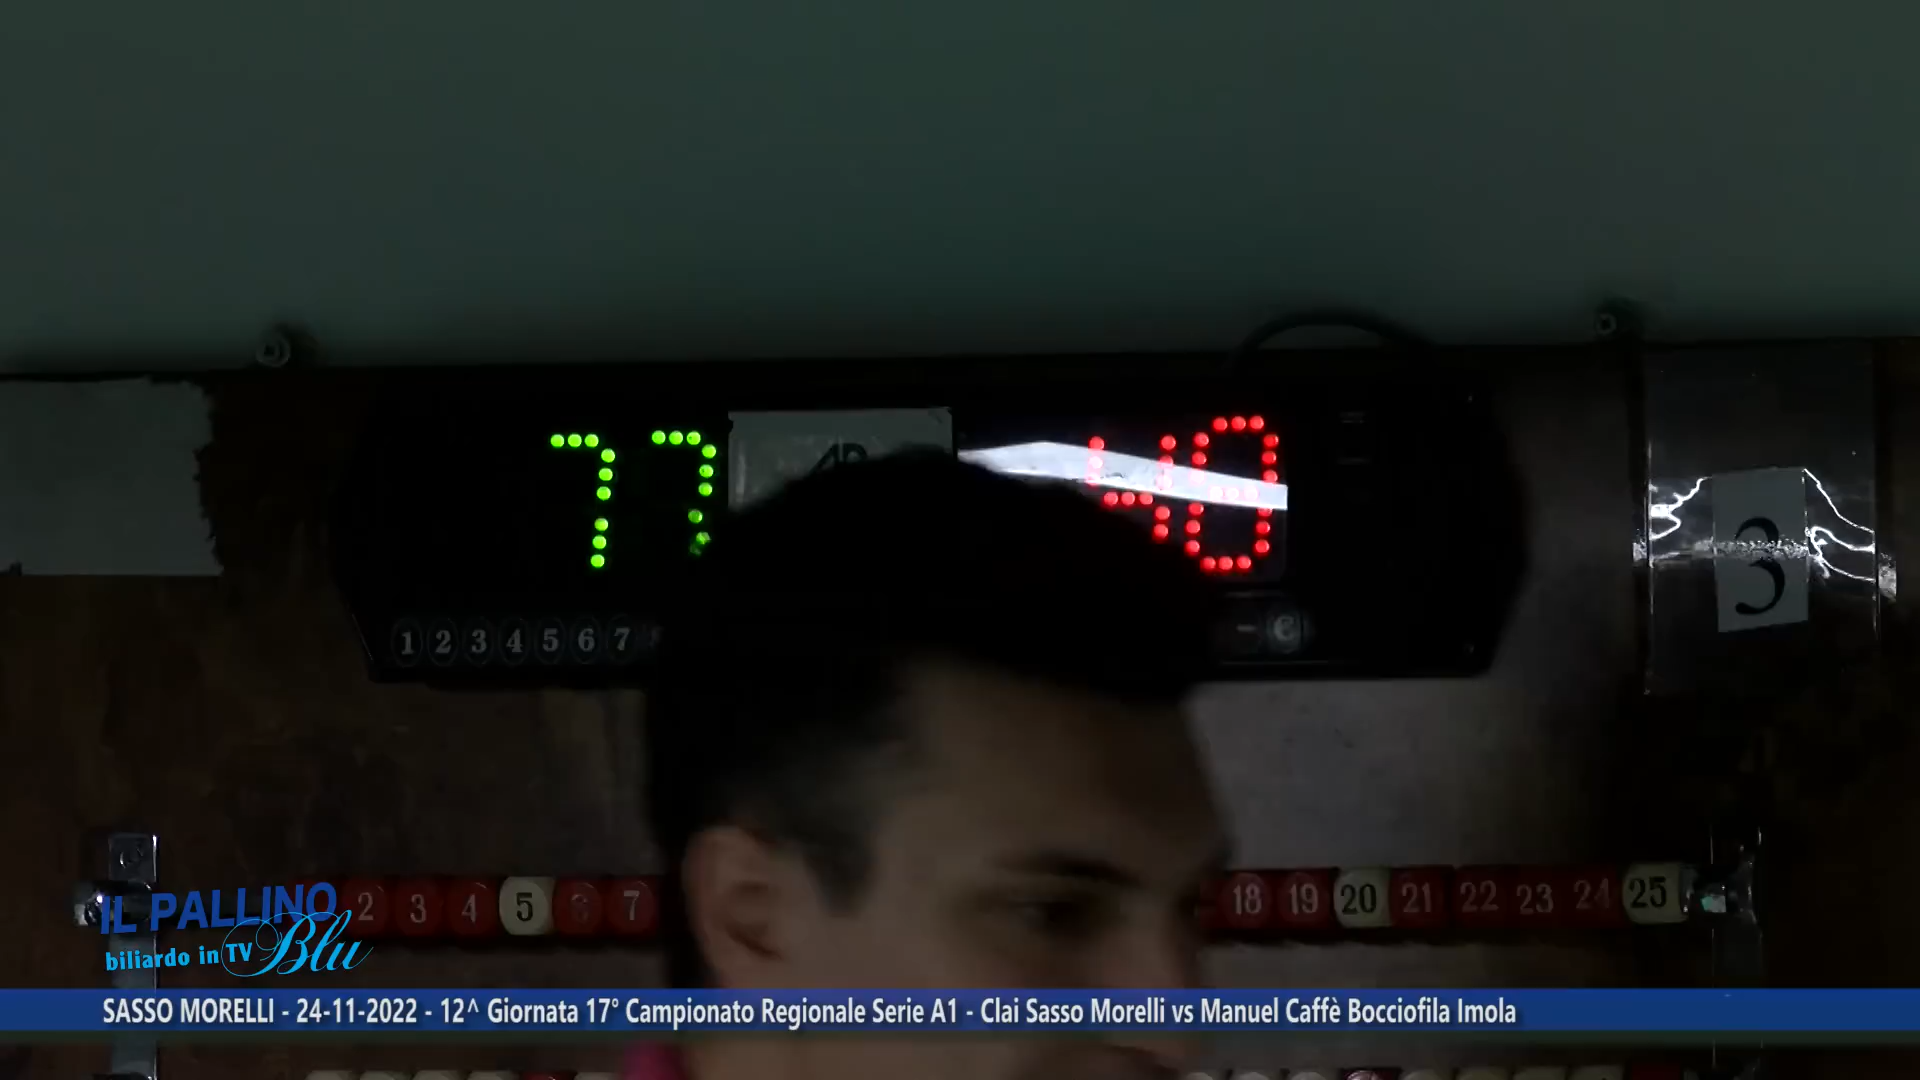 77
3
1 2 3 4 5 6 7
- C
2 3 4 5 6 7 18 19 20 21 22 23 24 25
IL PALLINO
biliardo in TV Blu
SASSO MORELLI - 24-11-2022 - 12^ Giornata 17° Campionato Regionale Serie A1 - Clai Sasso Morelli vs Manuel Caffè Bocciofila Imola